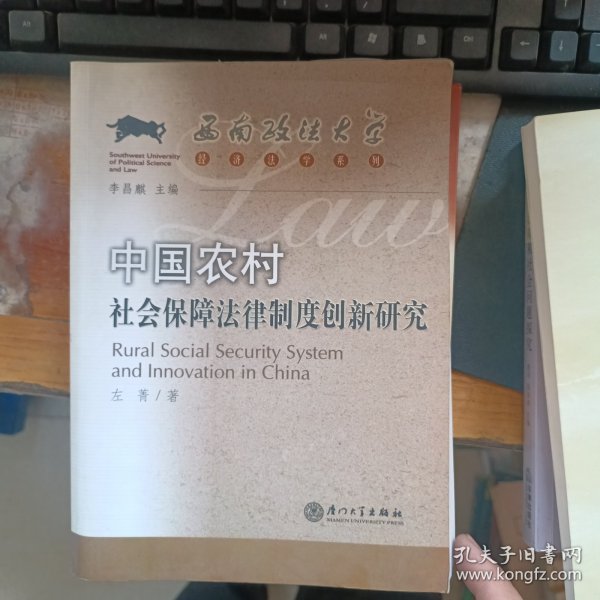 西南政法大学
经济法学系列
Southwest University
of Political Science
and Law
李昌麒 主编
Law
中国农村
社会保障法律制度创新研究
Rural Social Security System
and Innovation in China
左菁/著
厦门大学出版社
XIAMEN UNIVERSITY PRESS
孔夫子旧书网
www.kongfz.com